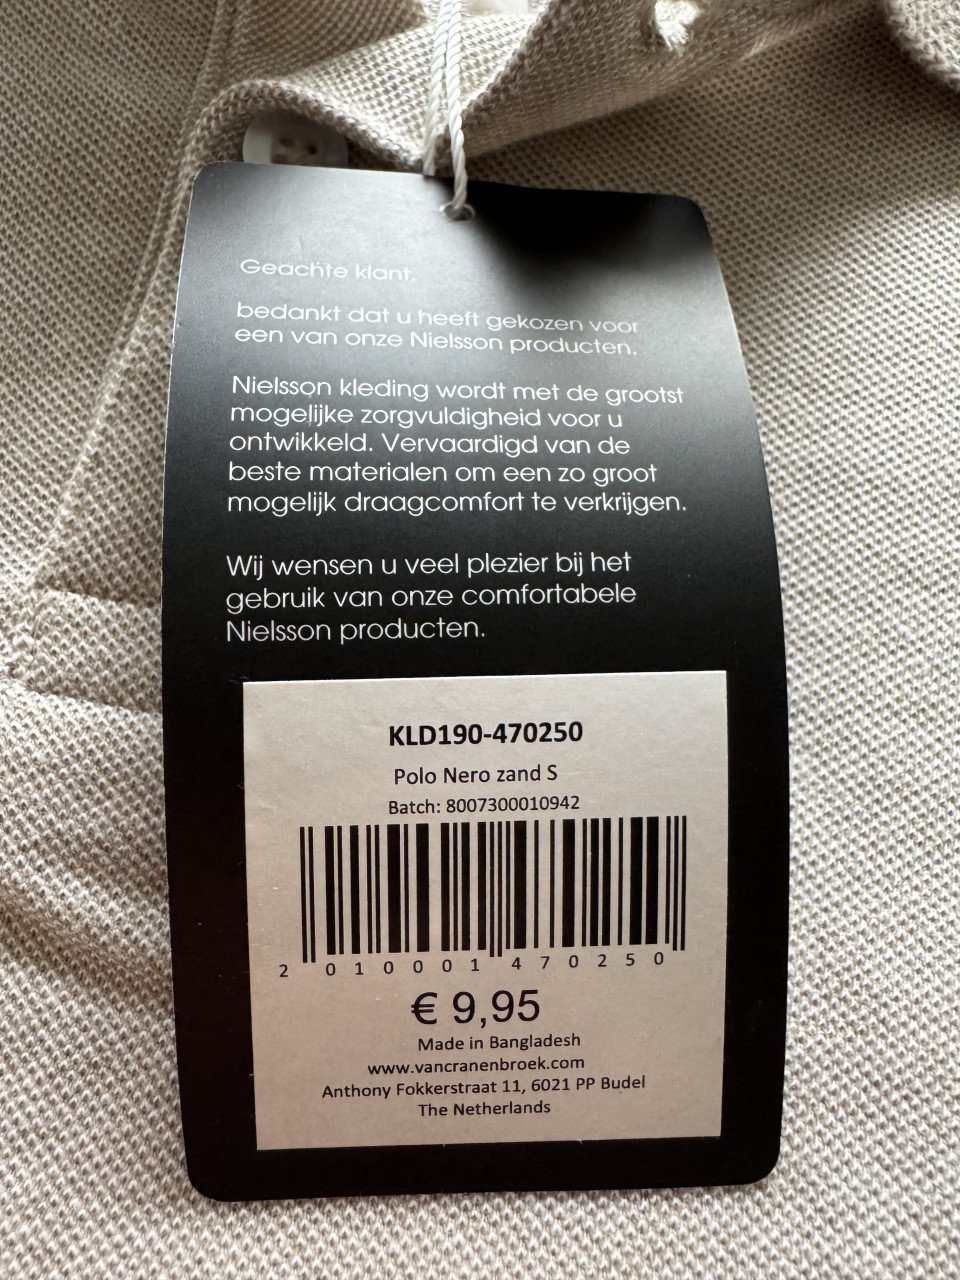 Geachte klant,
bedankt dat u heeft gekozen voor
een van onze Nielsson producten.
Nielsson kleding wordt met de grootst
mogelijke zorgvuldigheid voor u
ontwikkeld. Vervaardigd van de
beste materialen om een zo groot
mogelijk draagcomfort te verkrijgen.
Wij wensen u veel plezier bij het
gebruik van onze comfortabele
Nielsson producten.
KLD190-470250
Polo Nero zand S
Batch: 8007300010942
2 010001 470250
€ 9,95
Made in Bangladesh
www.vancranenbroek.com
Anthony Fokkerstraat 11, 6021 PP Budel
The Netherlands